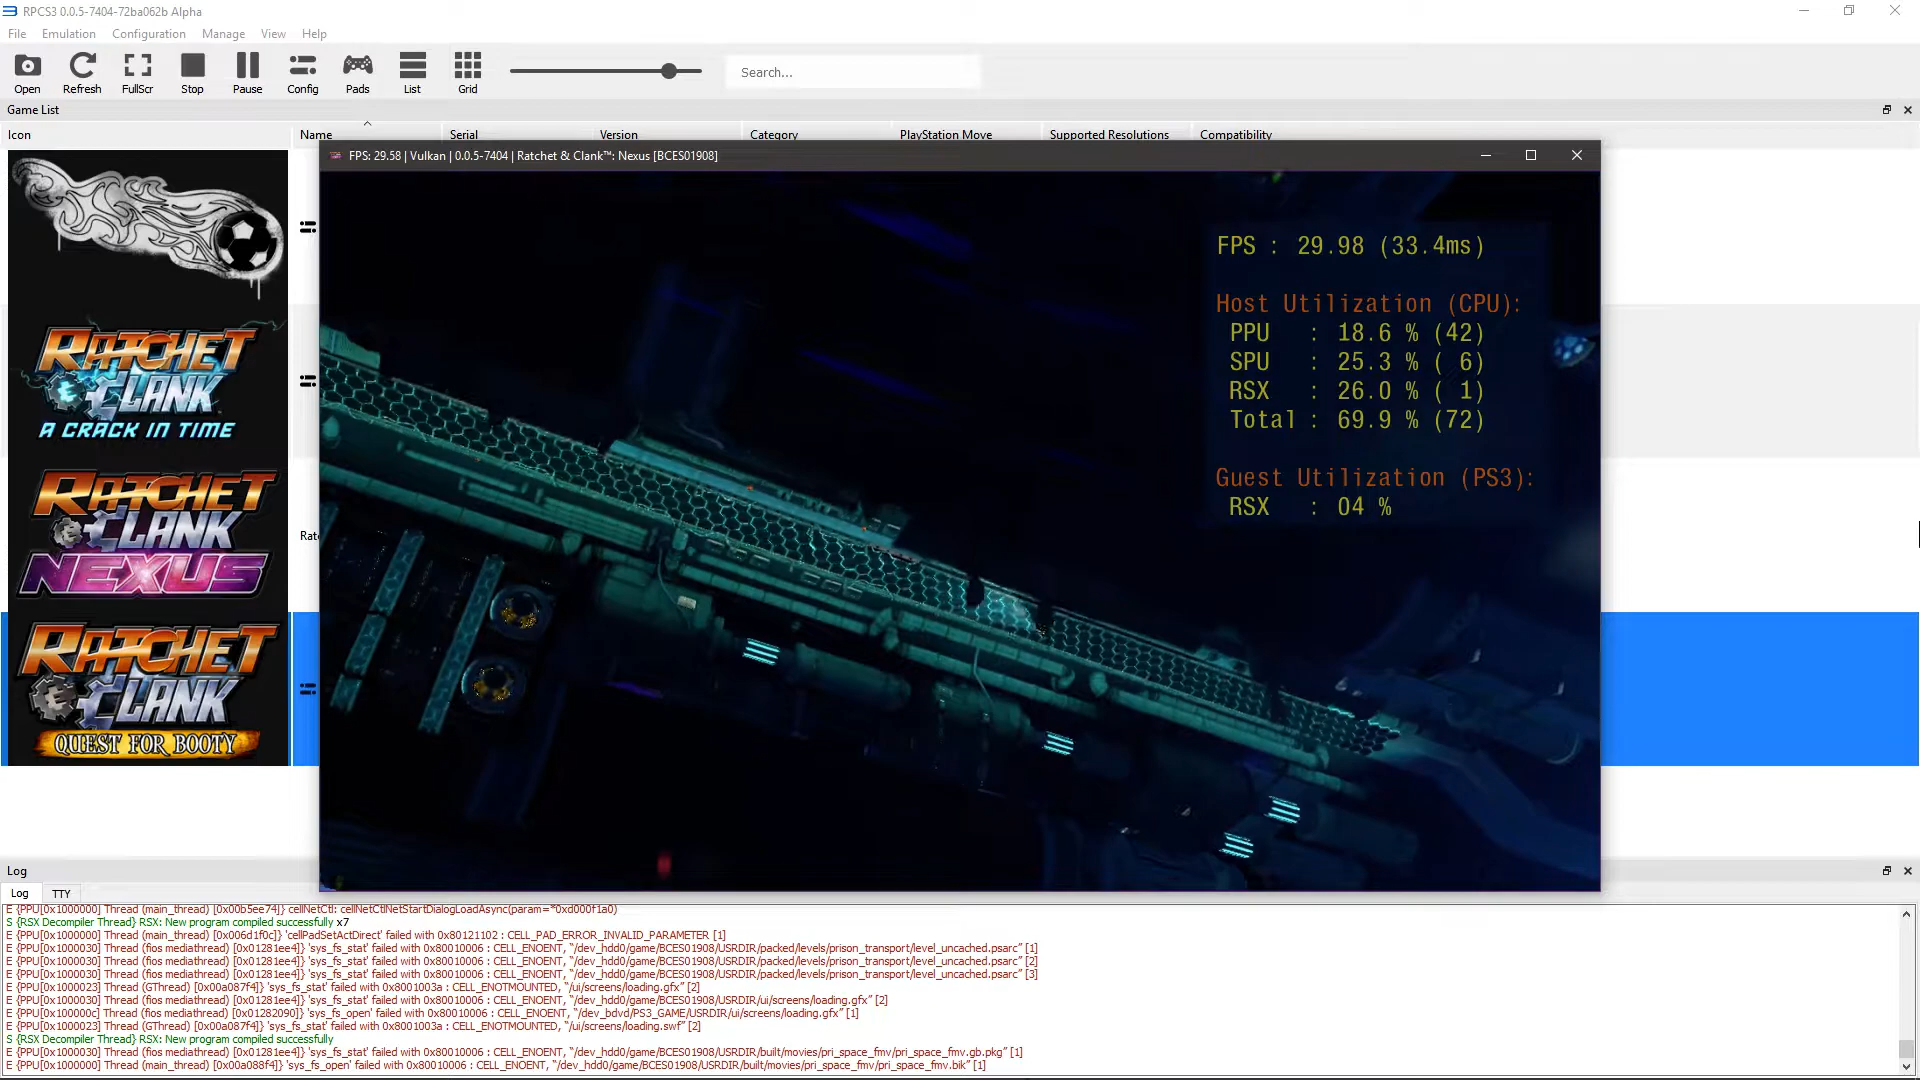 RPCS3 0.0.5-7404-72ba062b Alpha
File Emulation Configuration Manage View Help
Open Refresh FullScr Stop Pause Config Pads List Grid Search...
Game List
Icon Name Serial Version Category PlayStation Move Supported Resolutions Compatibility
FPS: 29.58 | Vulkan | 0.0.5-7404 | Ratchet & Clank™: Nexus [BCES01908]
FPS : 29.98 (33.4ms)
Host Utilization (CPU):
PPU : 18.6 % (42)
SPU : 25.3 % ( 6)
RSX : 26.0 % ( 1)
Total : 69.9 % (72)
Guest Utilization (PS3):
RSX : 04 %
RATCHET
CLANK
A CRACK IN TIME
RATCHET
CLANK
NEXUS
Ratc
RATCHET
CLANK
QUEST FOR BOOTY
Log
Log TTY
E {PPU[0x1000000] Thread (main_thread) [0x00b5ee74]} cellNetCtl: cellNetCtlNetStartDialogLoadAsync(param=*0xd000f1a0)
S {RSX Decompiler Thread} RSX: New program compiled successfully x7
E {PPU[0x1000000] Thread (main_thread) [0x006d1f0c]} 'cellPadSetActDirect' failed with 0x80121102 : CELL_PAD_ERROR_INVALID_PARAMETER [1]
E {PPU[0x1000030] Thread (fios mediathread) [0x01281ee4]} 'sys_fs_stat' failed with 0x80010006 : CELL_ENOENT, “/dev_hdd0/game/BCES01908/USRDIR/packed/levels/prison_transport/level_uncached.psarc” [1]
E {PPU[0x1000030] Thread (fios mediathread) [0x01281ee4]} 'sys_fs_stat' failed with 0x80010006 : CELL_ENOENT, “/dev_hdd0/game/BCES01908/USRDIR/packed/levels/prison_transport/level_uncached.psarc” [2]
E {PPU[0x1000030] Thread (fios mediathread) [0x01281ee4]} 'sys_fs_stat' failed with 0x80010006 : CELL_ENOENT, “/dev_hdd0/game/BCES01908/USRDIR/packed/levels/prison_transport/level_uncached.psarc” [3]
E {PPU[0x1000023] Thread (GThread) [0x00a087f4]} 'sys_fs_stat' failed with 0x8001003a : CELL_ENOTMOUNTED, “/ui/screens/loading.gfx” [2]
E {PPU[0x1000030] Thread (fios mediathread) [0x01281ee4]} 'sys_fs_stat' failed with 0x80010006 : CELL_ENOENT, “/dev_hdd0/game/BCES01908/USRDIR/ui/screens/loading.gfx” [2]
E {PPU[0x100000c] Thread (fios mediathread) [0x01282090]} 'sys_fs_open' failed with 0x80010006 : CELL_ENOENT, “/dev_bdvd/PS3_GAME/USRDIR/ui/screens/loading.gfx” [1]
E {PPU[0x1000023] Thread (GThread) [0x00a087f4]} 'sys_fs_stat' failed with 0x8001003a : CELL_ENOTMOUNTED, “/ui/screens/loading.swf” [2]
S {RSX Decompiler Thread} RSX: New program compiled successfully
E {PPU[0x1000030] Thread (fios mediathread) [0x01281ee4]} 'sys_fs_stat' failed with 0x80010006 : CELL_ENOENT, “/dev_hdd0/game/BCES01908/USRDIR/built/movies/pri_space_fmv/pri_space_fmv.gb.pkg” [1]
E {PPU[0x1000000] Thread (main_thread) [0x00a088f4]} 'sys_fs_open' failed with 0x80010006 : CELL_ENOENT, “/dev_hdd0/game/BCES01908/USRDIR/built/movies/pri_space_fmv/pri_space_fmv.bik” [1]